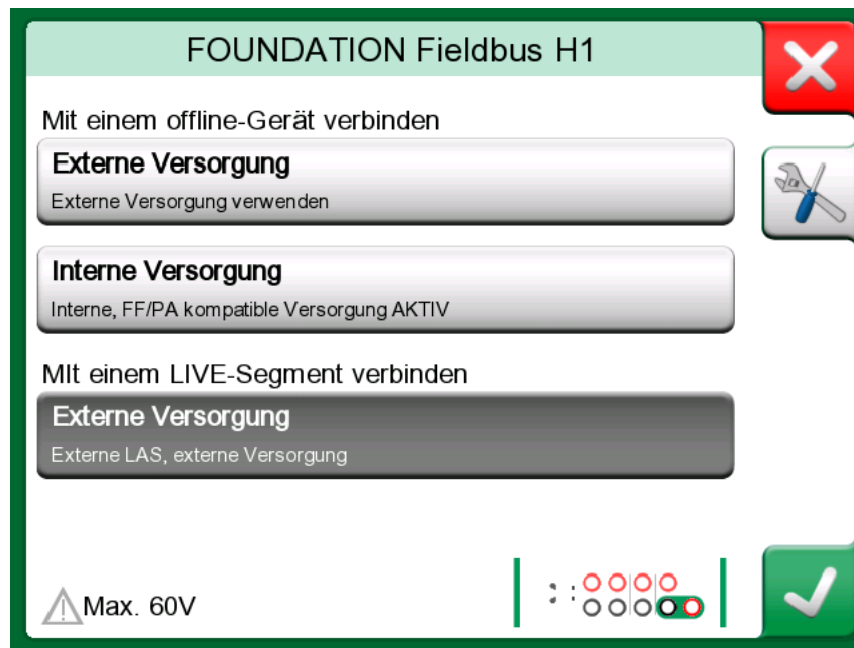 FOUNDATION Fieldbus H1
Mit einem offline-Gerät verbinden
Externe Versorgung
Externe Versorgung verwenden
Interne Versorgung
Interne, FF/PA kompatible Versorgung AKTIV
MIt einem LIVE-Segment verbinden
Externe Versorgung
Externe LAS, externe Versorgung
Max. 60V